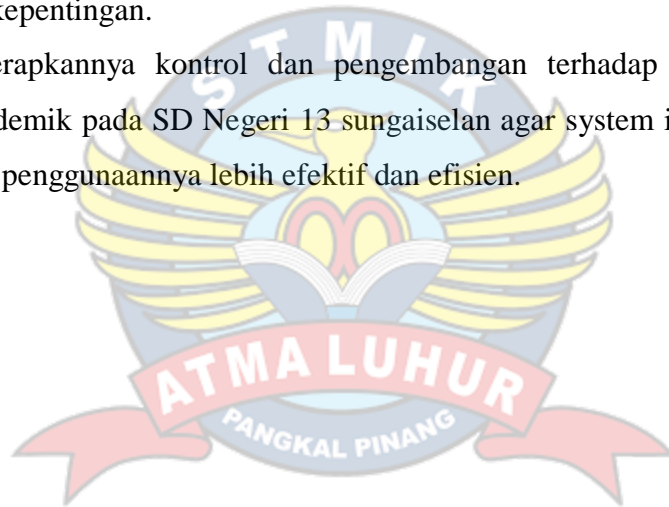 kepentingan.
erapkannya kontrol dan pengembangan terhadap
demik pada SD Negeri 13 sungaiselan agar system i
penggunaannya lebih efektif dan efisien.
STMIK
ATMA LUHUR
PANGKAL PINANG